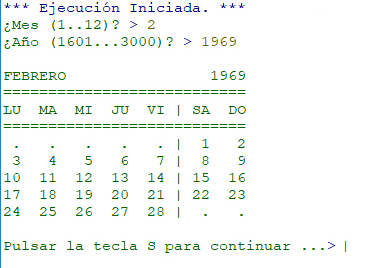 *** Ejecución Iniciada. ***
¿Mes (1..12)? > 2
¿Año (1601...3000)? > 1969
FEBRERO                1969
===========================
LU  MA  MI  JU  VI | SA  DO
===========================
 .   .   .   .   . |  1   2
 3   4   5   6   7 |  8   9
10  11  12  13  14 | 15  16
17  18  19  20  21 | 22  23
24  25  26  27  28 |  .   .
Pulsar la tecla S para continuar ...> |